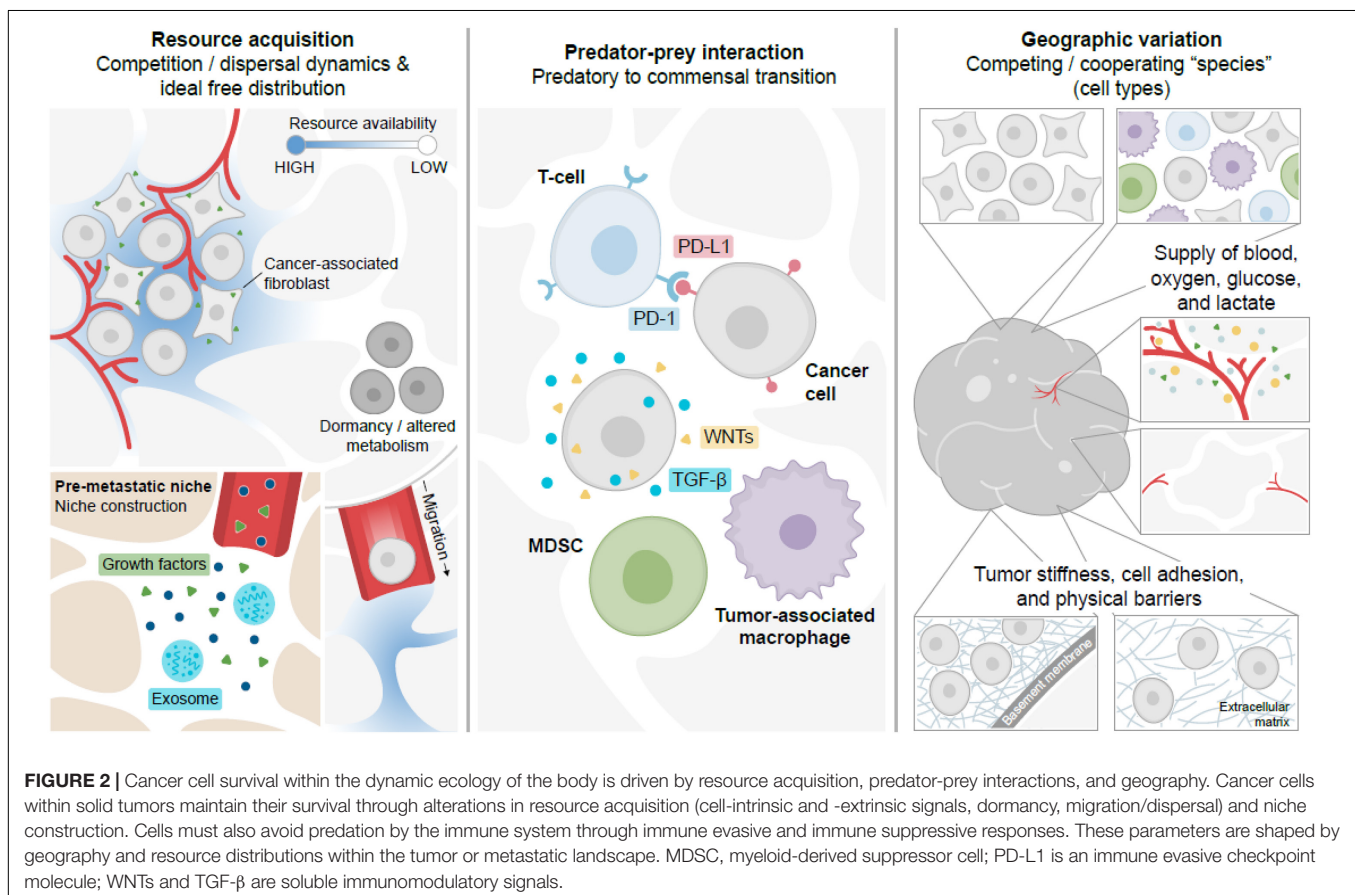 Resource acquisition
Competition / dispersal dynamics &
ideal free distribution
Resource availability
HIGH
LOW
Cancer-associated
fibroblast
Dormancy / altered
metabolism
Pre-metastatic niche
Niche construction
Growth factors
Exosome
Migration
Predator-prey interaction
Predatory to commensal transition
T-cell
PD-L1
PD-1
Cancer
cell
WNTs
TGF-β
MDSC
Tumor-associated
macrophage
Geographic variation
Competing / cooperating “species”
(cell types)
Supply of blood,
oxygen, glucose,
and lactate
Tumor stiffness, cell adhesion,
and physical barriers
Basement membrane
Extracellular
matrix
FIGURE 2 | Cancer cell survival within the dynamic ecology of the body is driven by resource acquisition, predator-prey interactions, and geography. Cancer cells
within solid tumors maintain their survival through alterations in resource acquisition (cell-intrinsic and -extrinsic signals, dormancy, migration/dispersal) and niche
construction. Cells must also avoid predation by the immune system through immune evasive and immune suppressive responses. These parameters are shaped by
geography and resource distributions within the tumor or metastatic landscape. MDSC, myeloid-derived suppressor cell; PD-L1 is an immune evasive checkpoint
molecule; WNTs and TGF-β are soluble immunomodulatory signals.